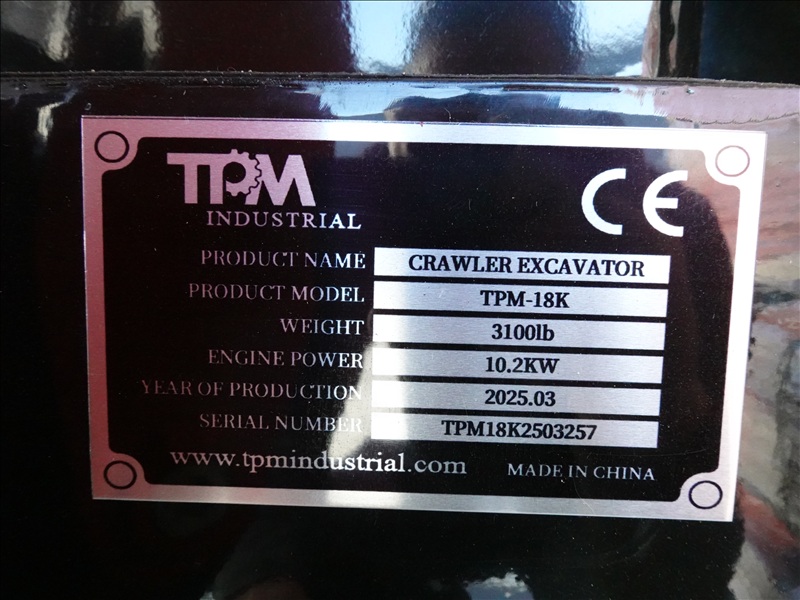 TPM
INDUSTRIAL
CE
PRODUCT NAME CRAWLER EXCAVATOR
PRODUCT MODEL TPM-18K
WEIGHT 3100lb
ENGINE POWER 10.2KW
YEAR OF PRODUCTION 2025.03
SERIAL NUMBER TPM18K2503257
www.tpmindustrial.com MADE IN CHINA